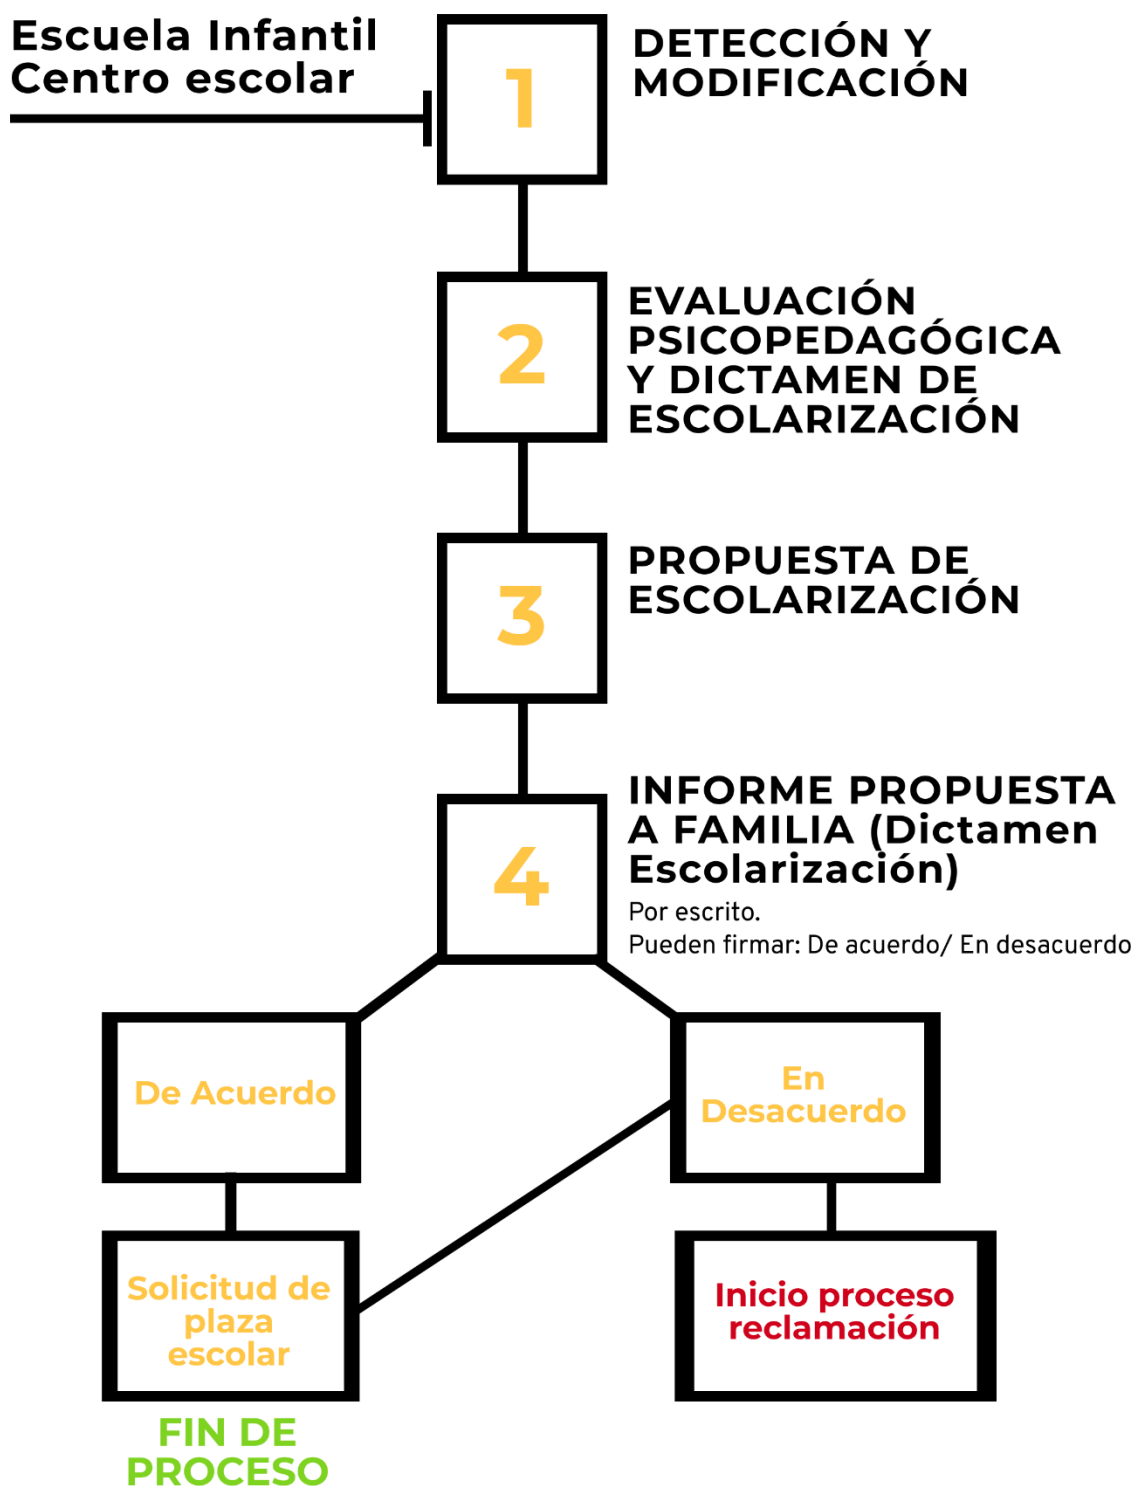 Escuela Infantil
Centro escolar
1
DETECCIÓN Y
MODIFICACIÓN
2
EVALUACIÓN
PSICOPEDAGÓGICA
Y DICTAMEN DE
ESCOLARIZACIÓN
3
PROPUESTA DE
ESCOLARIZACIÓN
4
INFORME PROPUESTA
A FAMILIA (Dictamen
Escolarización)
Por escrito.
Pueden firmar: De acuerdo/ En desacuerdo
De Acuerdo
En
Desacuerdo
Solicitud de
plaza
escolar
Inicio proceso
reclamación
FIN DE
PROCESO